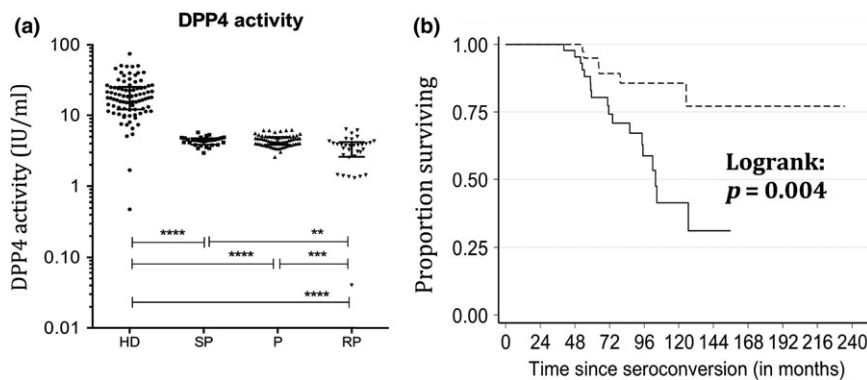 (a)
DPP4 activity
DPP4 activity (IU/ml)
100
10
1
0.10
0.01
**** **
**** ***
****
HD SP P RP
(b)
Proportion surviving
1.00
0.75
0.50
0.25
0.00
Logrank:
p = 0.004
0 24 48 72 96 120 144 168 192 216 240
Time since seroconversion (in months)